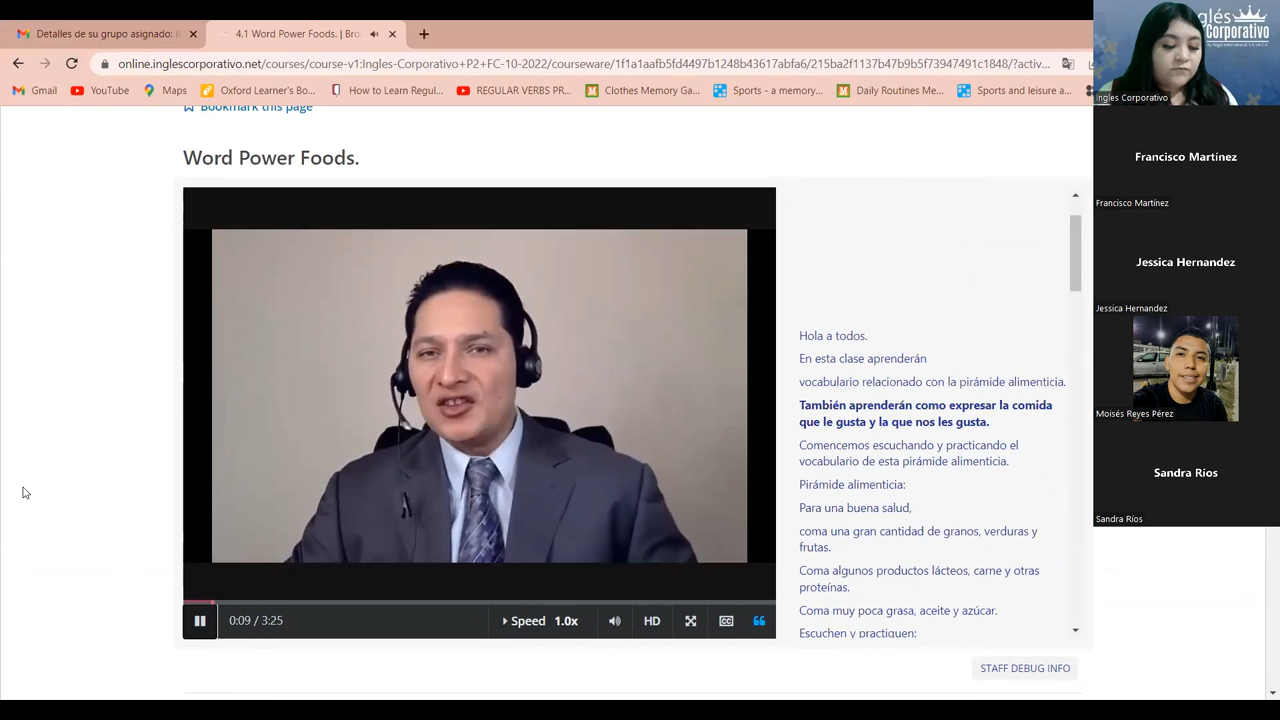 Detalles de su grupo asignado: I
4.1 Word Power Foods. | Bro
online.inglescorporativo.net/courses/course-v1:Ingles-Corporativo+P2+FC-10-2022/courseware/1f1a1aafb5fd4497b1248b43617abfa6/215ba2f1137b47b9b5f73947491c1848/?activ...
Gmail
YouTube
Maps
Oxford Learner's Bo...
How to Learn Regul...
REGULAR VERBS PR...
Clothes Memory Ga...
Sports - a memory...
Daily Routines Me...
Sports and leisure a...
Bookmark this page
Word Power Foods.
Hola a todos.
En esta clase aprenderán
vocabulario relacionado con la pirámide alimenticia.
También aprenderán como expresar la comida
que le gusta y la que nos les gusta.
Comencemos escuchando y practicando el
vocabulario de esta pirámide alimenticia.
Pirámide alimenticia:
Para una buena salud,
coma una gran cantidad de granos, verduras y
frutas.
Coma algunos productos lácteos, carne y otras
proteínas.
Coma muy poca grasa, aceite y azúcar.
Escuchen y practiquen:
0:09 / 3:25
Speed 1.0x
HD
STAFF DEBUG INFO
nglés
Corporativo
Ingles Corporativo
Francisco Martínez
Francisco Martínez
Jessica Hernandez
Jessica Hernandez
Moisés Reyes Pérez
Sandra Ríos
Sandra Ríos